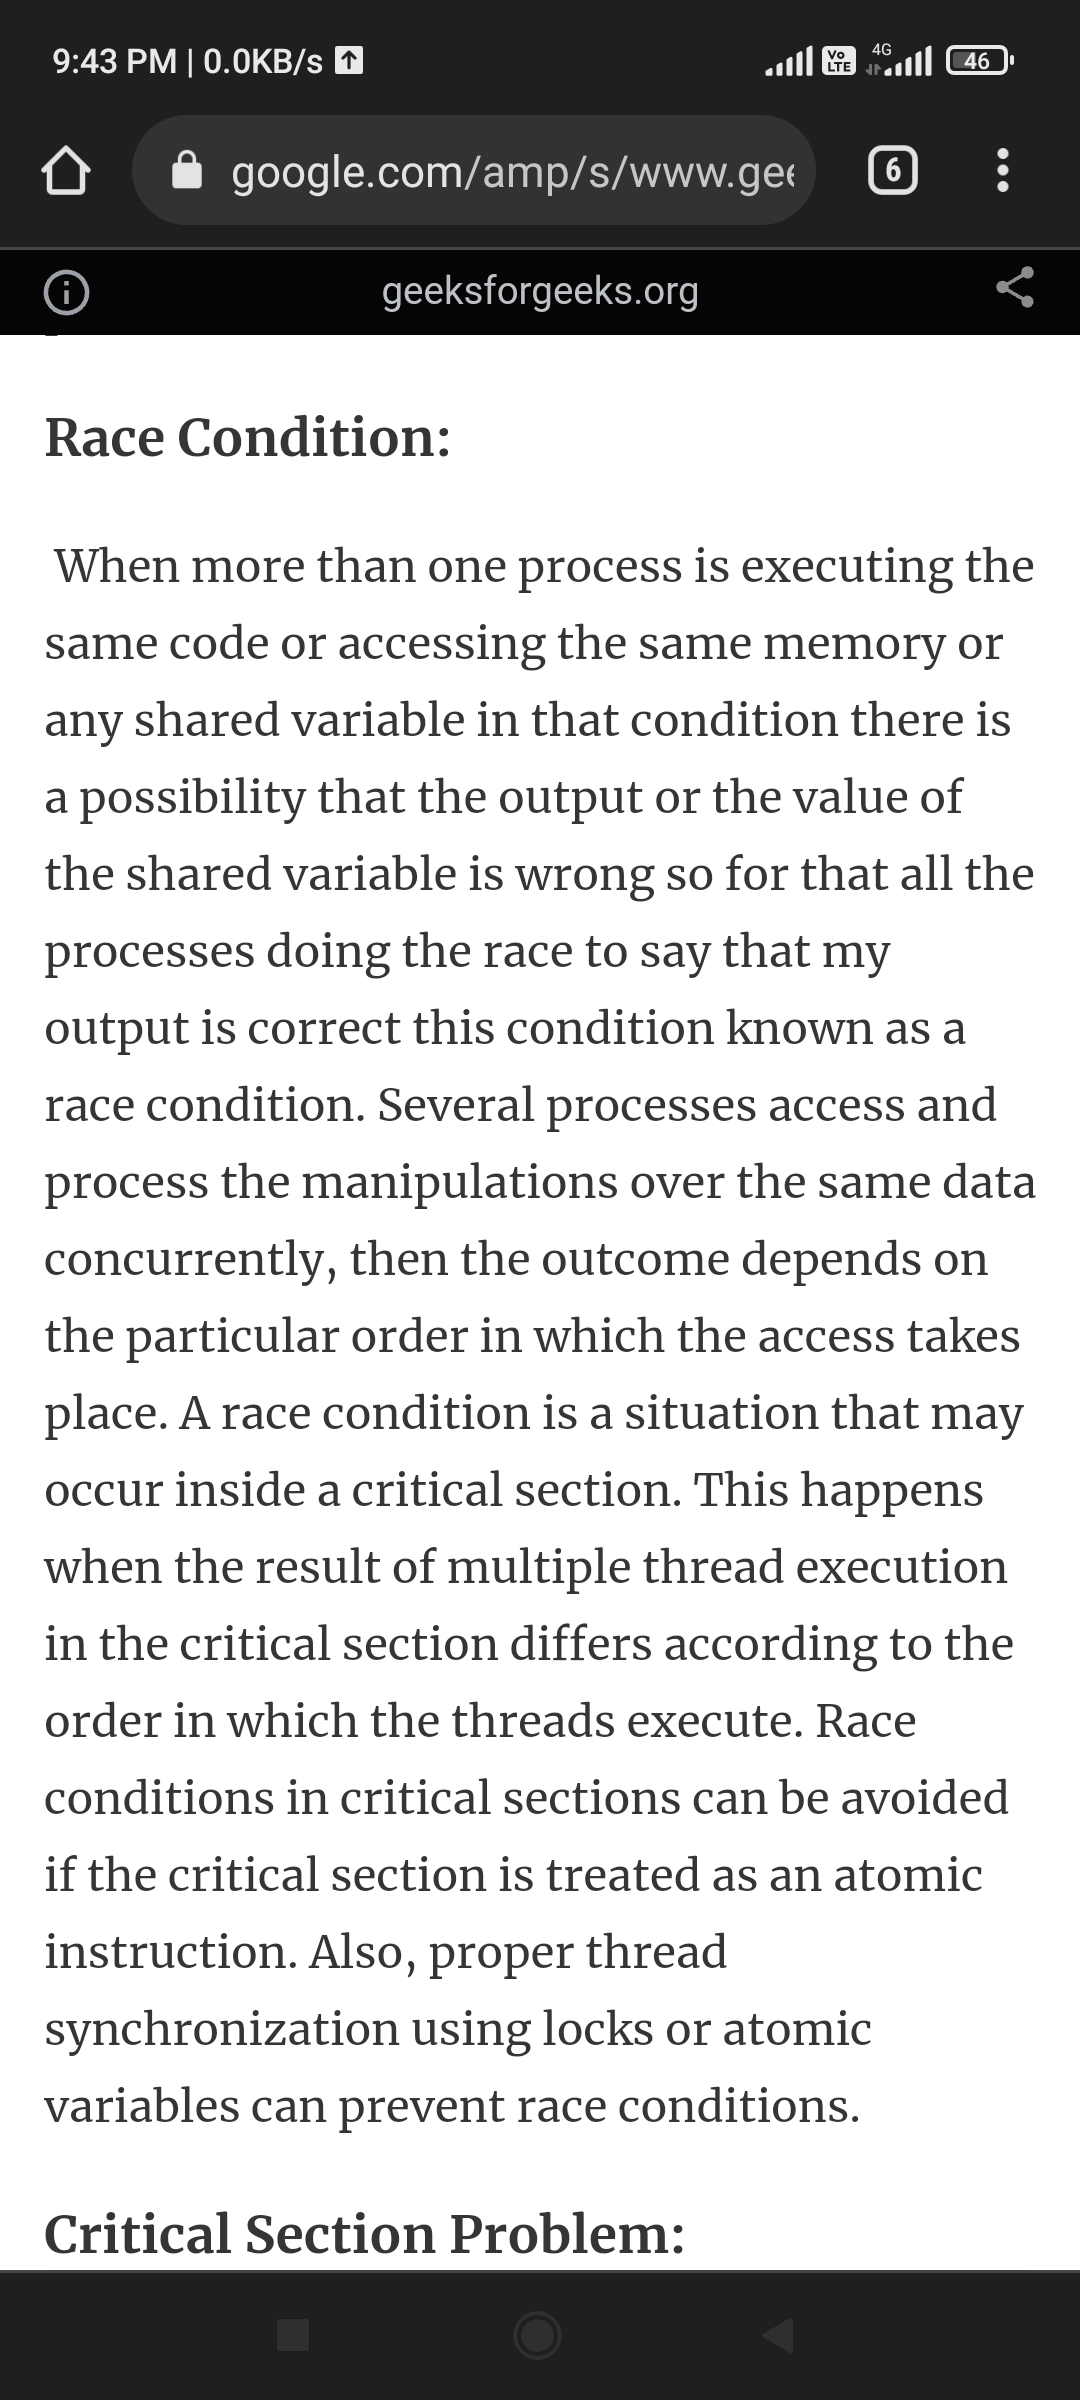 9:43 PM | 0.0KB/s
Vo LTE 4G 46
google.com/amp/s/www.gee
6
geeksforgeeks.org
Race Condition:
When more than one process is executing the
same code or accessing the same memory or
any shared variable in that condition there is
a possibility that the output or the value of
the shared variable is wrong so for that all the
processes doing the race to say that my
output is correct this condition known as a
race condition. Several processes access and
process the manipulations over the same data
concurrently, then the outcome depends on
the particular order in which the access takes
place. A race condition is a situation that may
occur inside a critical section. This happens
when the result of multiple thread execution
in the critical section differs according to the
order in which the threads execute. Race
conditions in critical sections can be avoided
if the critical section is treated as an atomic
instruction. Also, proper thread
synchronization using locks or atomic
variables can prevent race conditions.
Critical Section Problem: